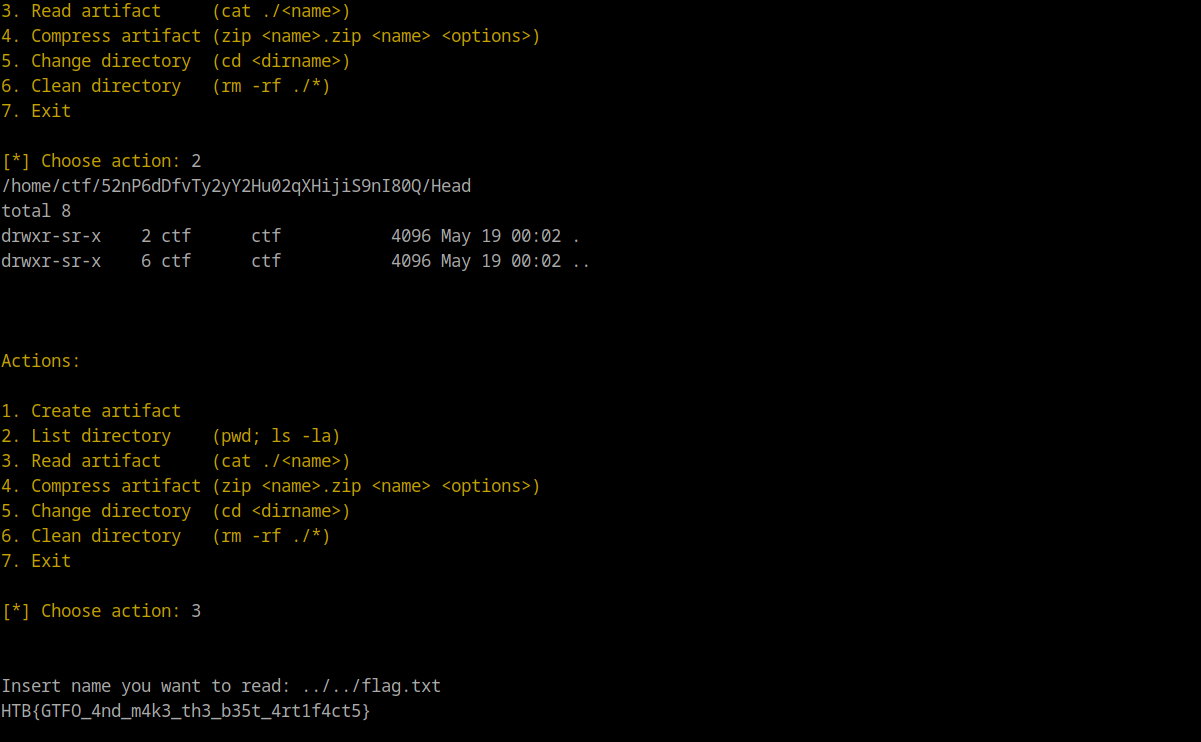 3. Read artifact     (cat ./<name>)
4. Compress artifact (zip <name>.zip <name> <options>)
5. Change directory  (cd <dirname>)
6. Clean directory   (rm -rf ./*)
7. Exit
[*] Choose action: 2
/home/ctf/52nP6dDfvTy2yY2Hu02qXHijiS9nI80Q/Head
total 8
drwxr-sr-x    2 ctf      ctf           4096 May 19 00:02 .
drwxr-sr-x    6 ctf      ctf           4096 May 19 00:02 ..
Actions:
1. Create artifact
2. List directory    (pwd; ls -la)
3. Read artifact     (cat ./<name>)
4. Compress artifact (zip <name>.zip <name> <options>)
5. Change directory  (cd <dirname>)
6. Clean directory   (rm -rf ./*)
7. Exit
[*] Choose action: 3
Insert name you want to read: ../../flag.txt
HTB{GTFO_4nd_m4k3_th3_b35t_4rt1f4ct5}